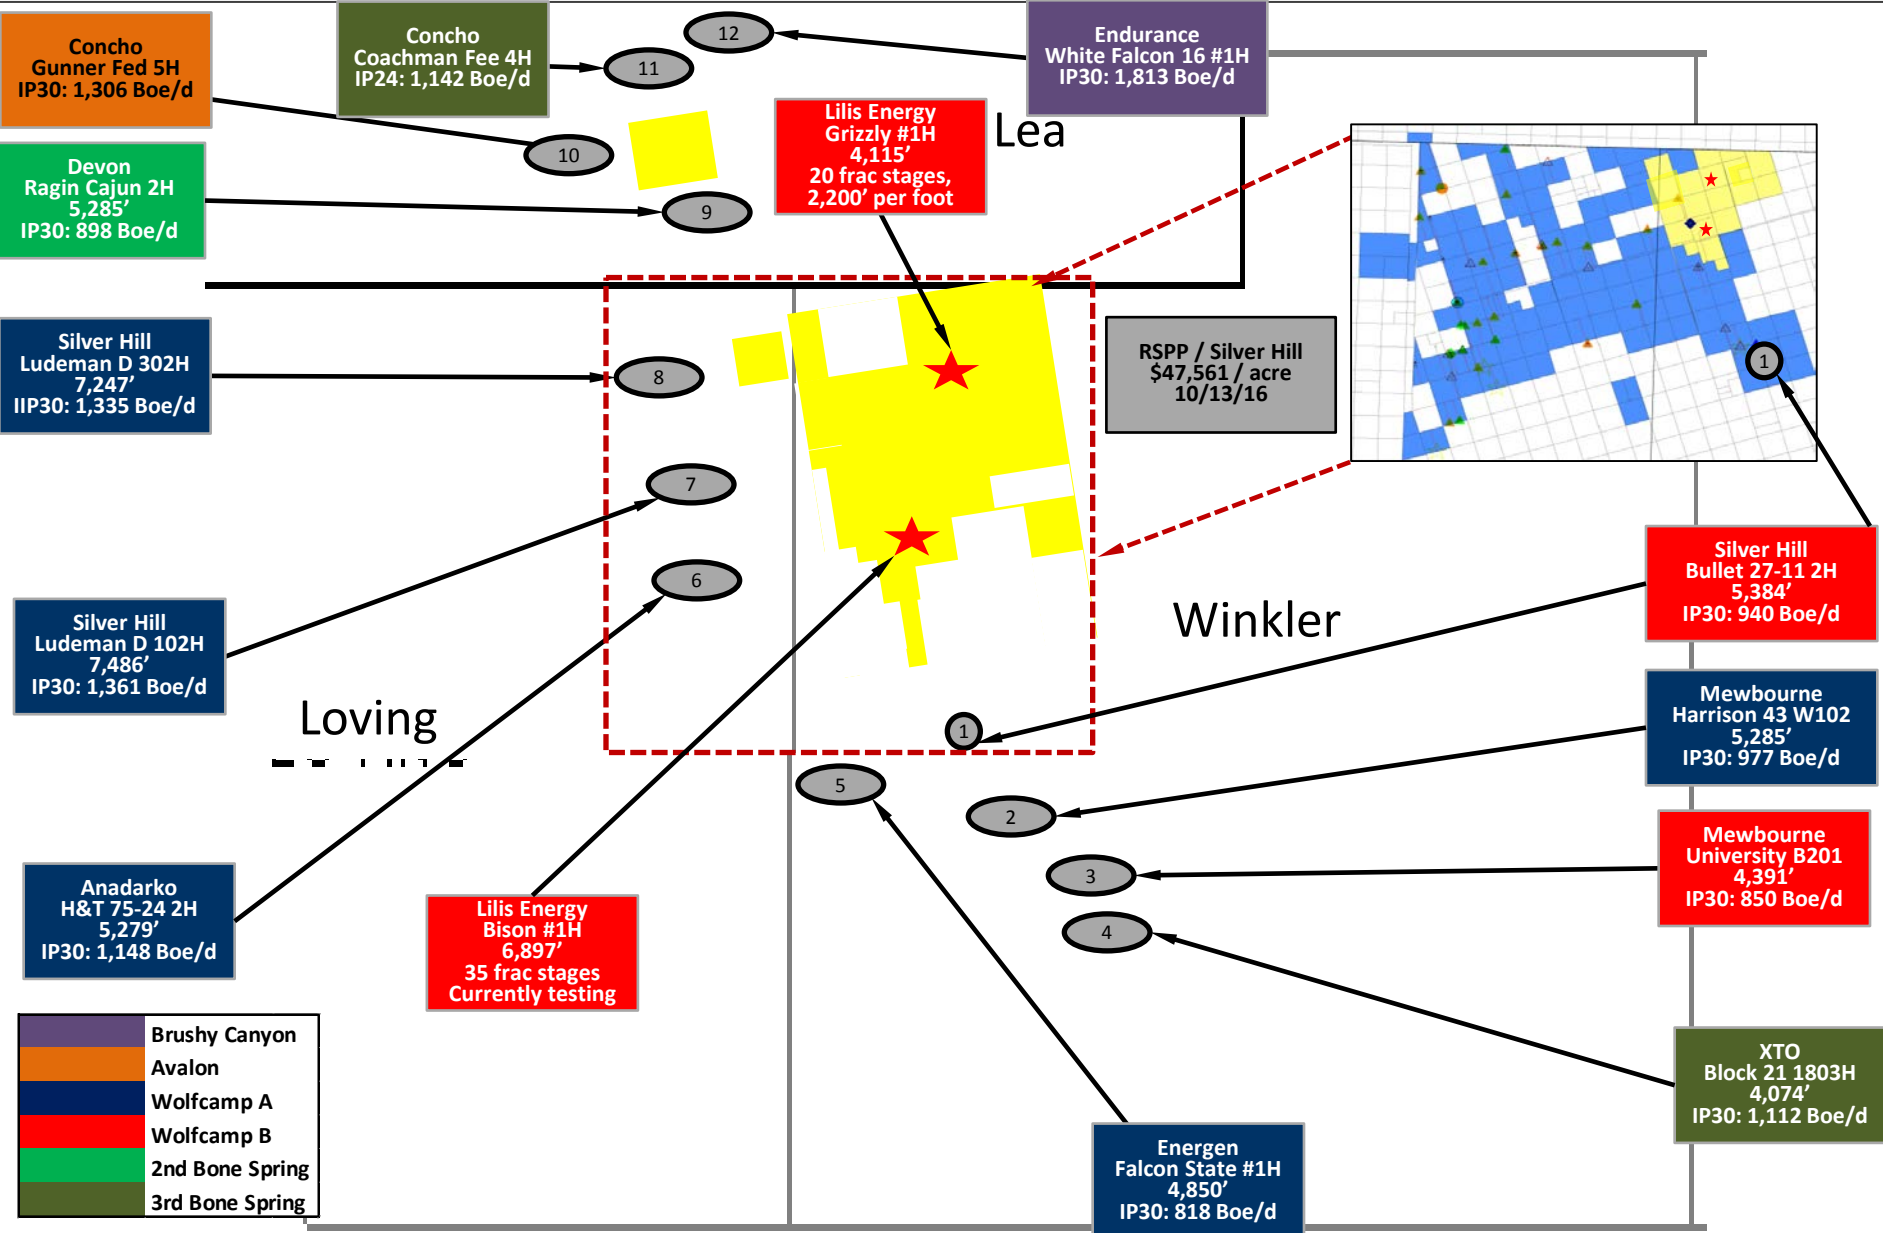 Concho
Gunner Fed 5H
IP30: 1,306 Boe/d
Concho
Coachman Fee 4H
IP24: 1,142 Boe/d
12
11
Endurance
White Falcon 16 #1H
IP30: 1,813 Boe/d
Lilis Energy
Grizzly #1H
4,115’
20 frac stages,
2,200’ per foot
Lea
10
Devon
Ragin Cajun 2H
5,285’
IP30: 898 Boe/d
9
Silver Hill
Ludeman D 302H
7,247’
IIP30: 1,335 Boe/d
8
RSPP / Silver Hill
$47,561 / acre
10/13/16
1
7
6
Silver Hill
Ludeman D 102H
7,486’
IP30: 1,361 Boe/d
Loving
Winkler
Silver Hill
Bullet 27-11 2H
5,384’
IP30: 940 Boe/d
1
Mewbourne
Harrison 43 W102
5,285’
IP30: 977 Boe/d
5
2
Mewbourne
University B201
4,391’
IP30: 850 Boe/d
3
4
Anadarko
H&T 75-24 2H
5,279’
IP30: 1,148 Boe/d
Lilis Energy
Bison #1H
6,897’
35 frac stages
Currently testing
XTO
Block 21 1803H
4,074’
IP30: 1,112 Boe/d
Energen
Falcon State #1H
4,850’
IP30: 818 Boe/d
Brushy Canyon
Avalon
Wolfcamp A
Wolfcamp B
2nd Bone Spring
3rd Bone Spring